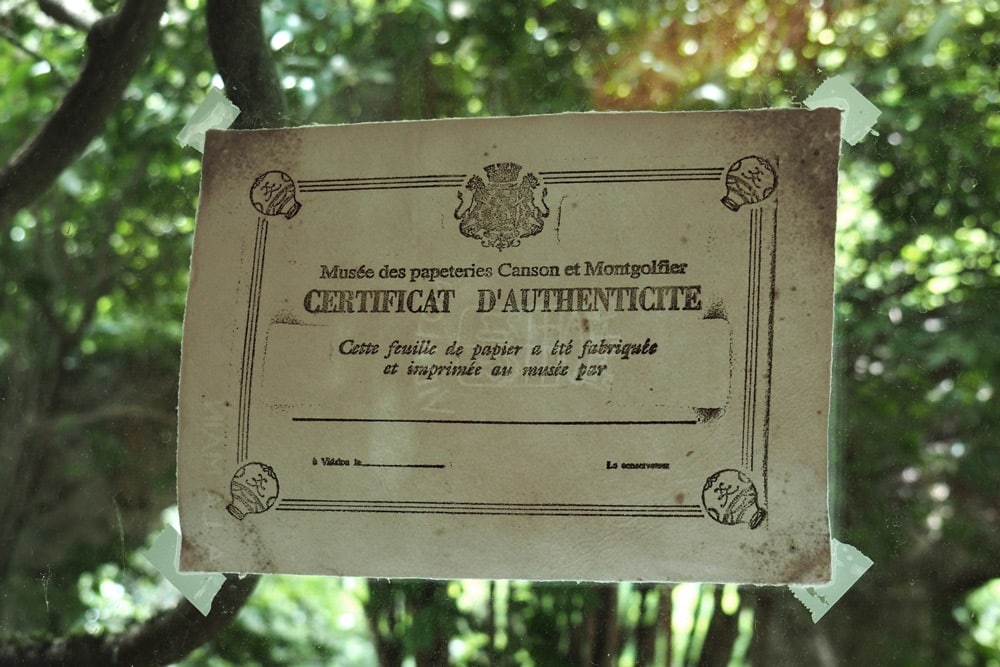 Musée des papeteries Canson et Montgolfier
CERTIFICAT D'AUTHENTICITE
Cette feuille de papier a été fabriquée
et imprimée au musée par
à Vidalon le
Le conservateur